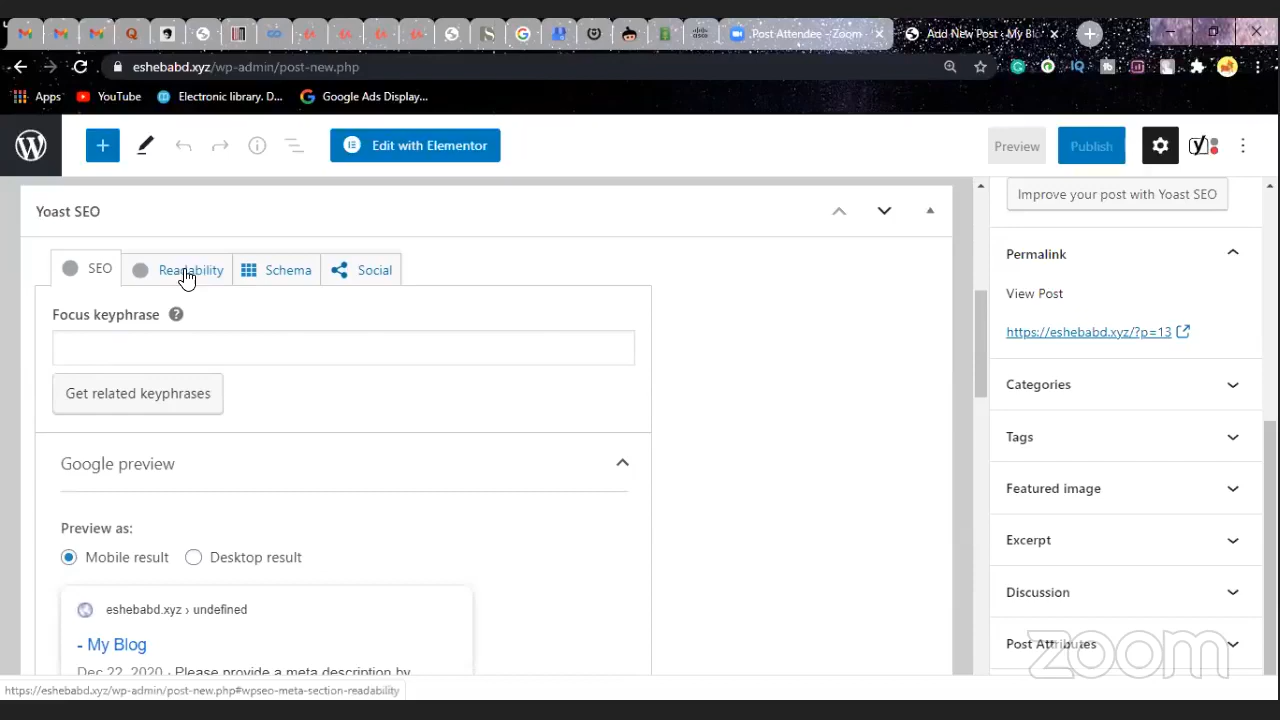 Post Attendee - Zoom
Add New Post ‹ My Bl
eshebabd.xyz/wp-admin/post-new.php
Apps
YouTube
Electronic library. D...
Google Ads Display...
Edit with Elementor
Preview
Publish
Yoast SEO
Improve your post with Yoast SEO
SEO
Readability
Schema
Social
Permalink
View Post
https://eshebabd.xyz/?p=13
Focus keyphrase
Get related keyphrases
Categories
Tags
Google preview
Featured image
Preview as:
Mobile result
Desktop result
Excerpt
Discussion
eshebabd.xyz › undefined
- My Blog
Post Attributes
Dec 22, 2020 · Please provide a meta description by
zoom
https://eshebabd.xyz/wp-admin/post-new.php#wpseo-meta-section-readability